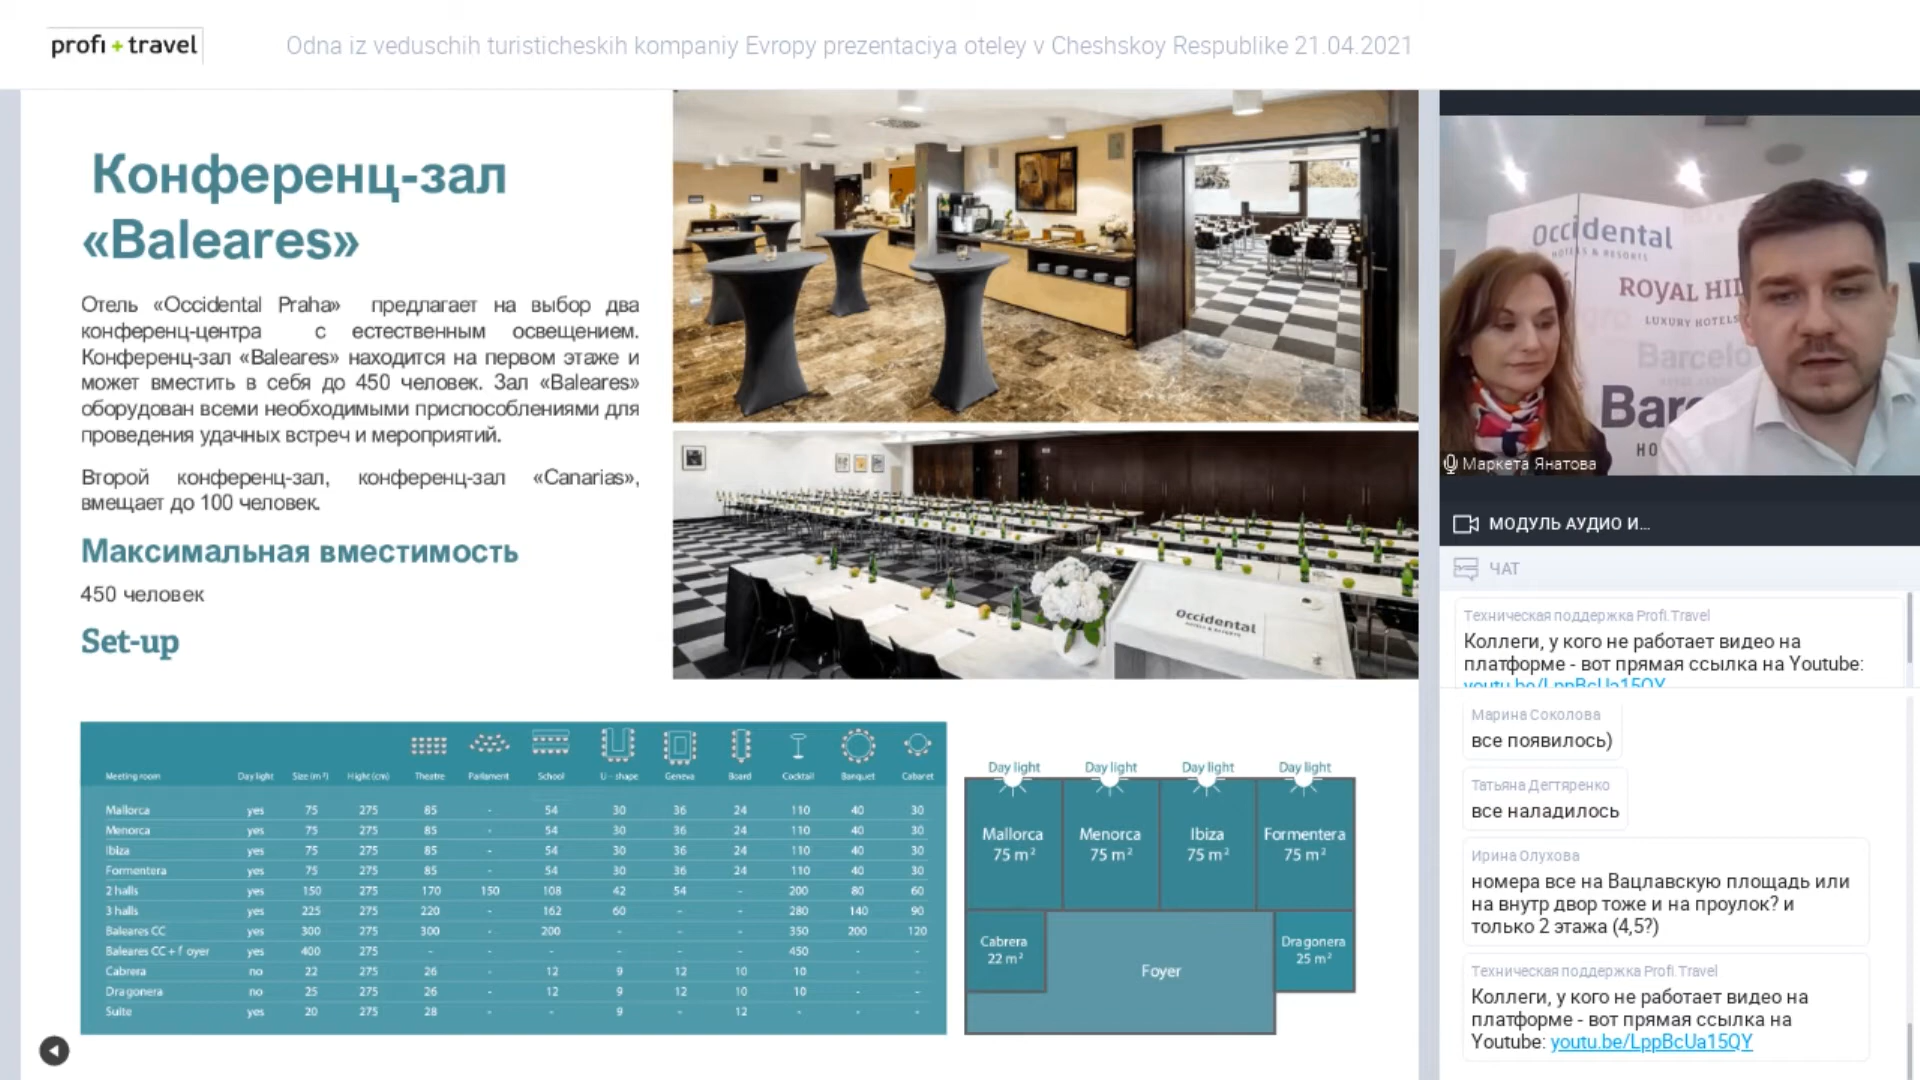 profi + travel
Odna iz veduschih turisticheskih kompaniy Evropy prezentaciya oteley v Cheshskoy Respublike 21.04.2021
Конференц-зал
«Baleares»
Отель «Occidental Praha» предлагает на выбор два
конференц-центра с естественным освещением.
Конференц-зал «Baleares» находится на первом этаже и
может вместить в себя до 450 человек. Зал «Baleares»
оборудован всеми необходимыми приспособлениями для
проведения удачных встреч и мероприятий.
Второй конференц-зал, конференц-зал «Canarias»,
вмещает до 100 человек.
Максимальная вместимость
450 человек
Set-up
Occidental
HOTELS & RESORTS
Meeting room Day light Size (m²) Hight (cm) Theatre Parlament School U - shape Geneva Board Cocktail Banquet Cabaret
Mallorca yes 75 275 85 - 54 30 36 24 110 40 30
Menorca yes 75 275 85 - 54 30 36 24 110 40 30
Ibiza yes 75 275 85 - 54 30 36 24 110 40 30
Formentera yes 75 275 85 - 54 30 36 24 110 40 30
2 halls yes 150 275 170 150 108 42 54 - 200 80 60
3 halls yes 225 275 220 - 162 60 - - 280 140 90
Baleares CC yes 300 275 300 - 200 - - - 350 200 120
Baleares CC + foyer yes 400 275 - - - - - - 450 - -
Cabrera no 22 275 26 - 12 9 12 10 10 - -
Dragonera no 25 275 26 - 12 9 12 10 10 - -
Suite yes 20 275 28 - - 9 - 12 - - -
Day light Day light Day light Day light
Mallorca
75 m²
Menorca
75 m²
Ibiza
75 m²
Formentera
75 m²
Cabrera
22 m²
Foyer
Dragonera
25 m²
Occidental
HOTELS & RESORTS
ROYAL HI
LUXURY HOTELS
Barceló
Bar
HO
Маркета Янатова
МОДУЛЬ АУДИО И...
ЧАТ
Техническая поддержка Profi.Travel
Коллеги, у кого не работает видео на
платформе - вот прямая ссылка на Youtube:
youtu.be/LppBcUa15QY
Марина Соколова
все появилось)
Татьяна Дегтяренко
все наладилось
Ирина Олухова
номера все на Вацлавскую площадь или
на внутр двор тоже и на проулок? и
только 2 этажа (4,5?)
Техническая поддержка Profi.Travel
Коллеги, у кого не работает видео на
платформе - вот прямая ссылка на
Youtube: youtu.be/LppBcUa15QY